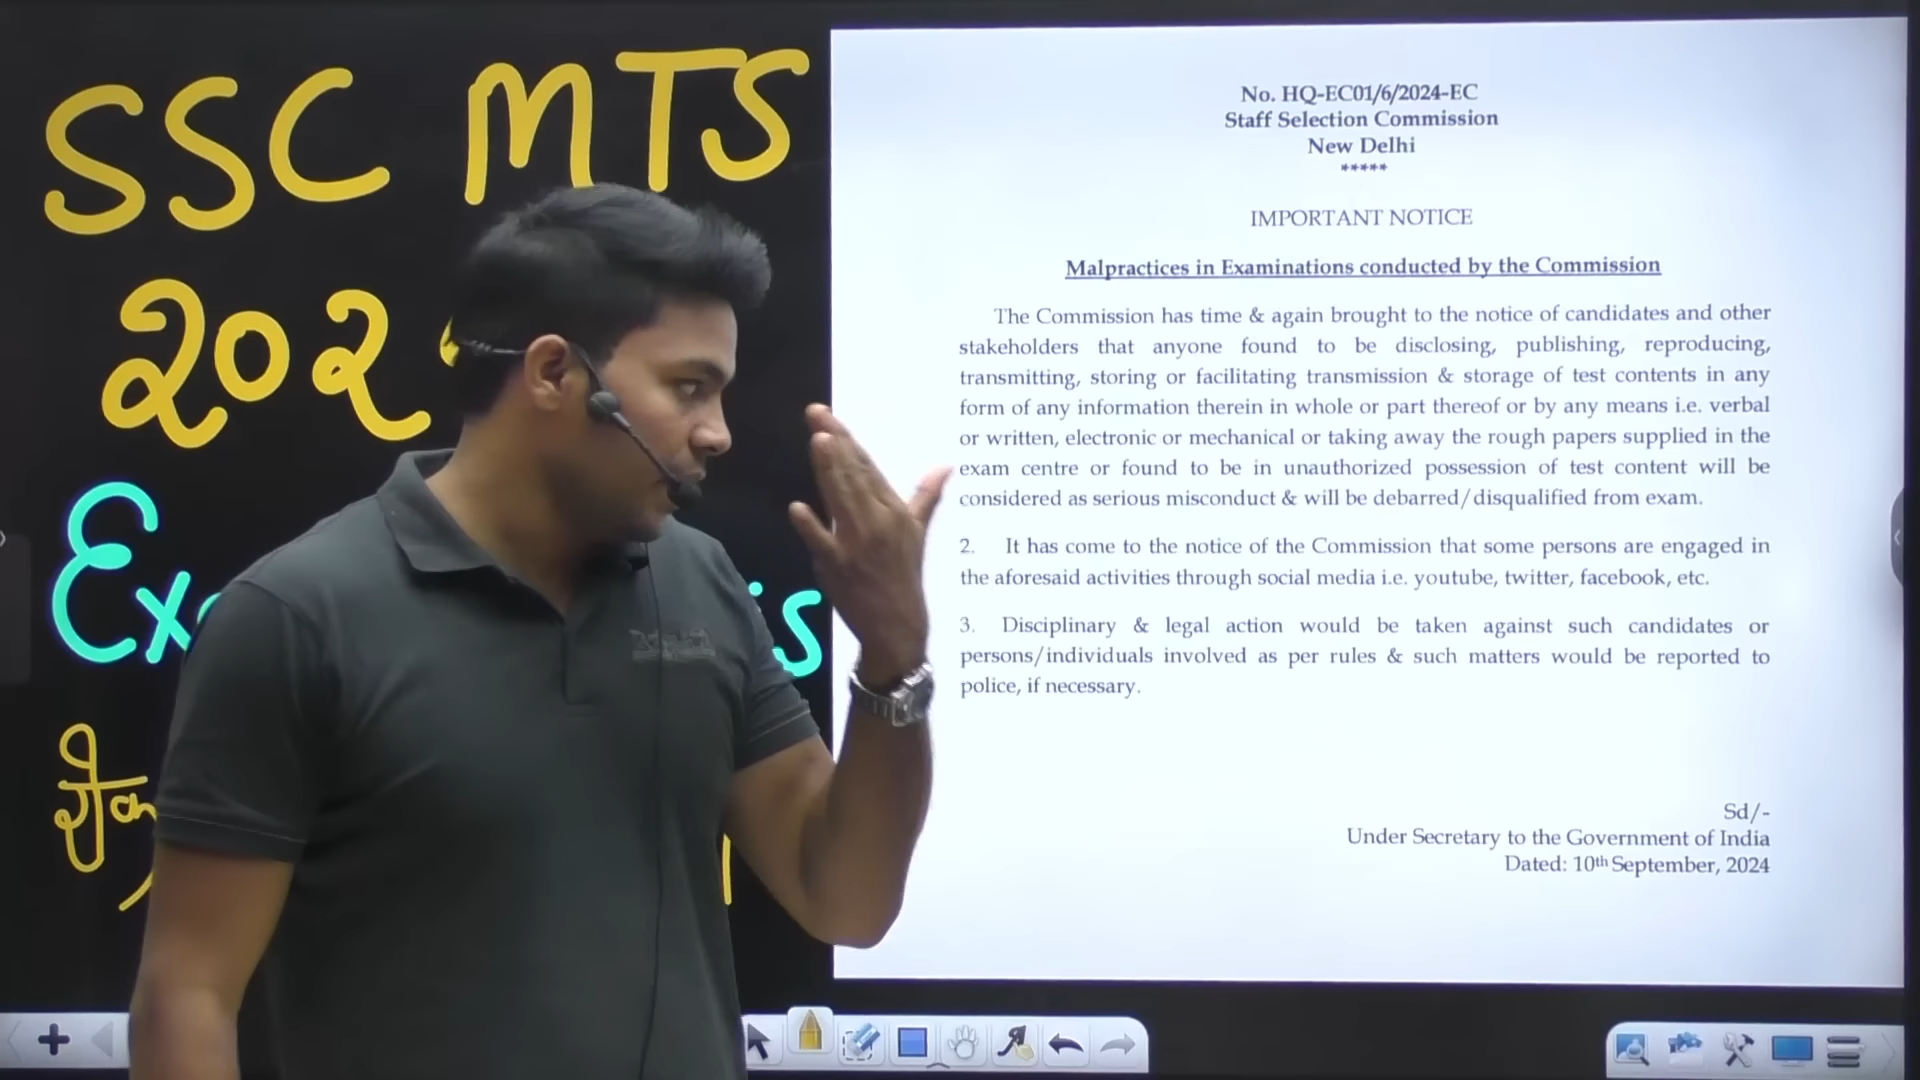 SSC MTS
२०२
Ex is
No. HQ-EC01/6/2024-EC
Staff Selection Commission
New Delhi
*****
IMPORTANT NOTICE
Malpractices in Examinations conducted by the Commission
The Commission has time & again brought to the notice of candidates and other
stakeholders that anyone found to be disclosing, publishing, reproducing,
transmitting, storing or facilitating transmission & storage of test contents in any
form of any information therein in whole or part thereof or by any means i.e. verbal
or written, electronic or mechanical or taking away the rough papers supplied in the
exam centre or found to be in unauthorized possession of test content will be
considered as serious misconduct & will be debarred/disqualified from exam.
2. It has come to the notice of the Commission that some persons are engaged in
the aforesaid activities through social media i.e. youtube, twitter, facebook, etc.
3. Disciplinary & legal action would be taken against such candidates or
persons/individuals involved as per rules & such matters would be reported to
police, if necessary.
Sd/-
Under Secretary to the Government of India
Dated: 10th September, 2024